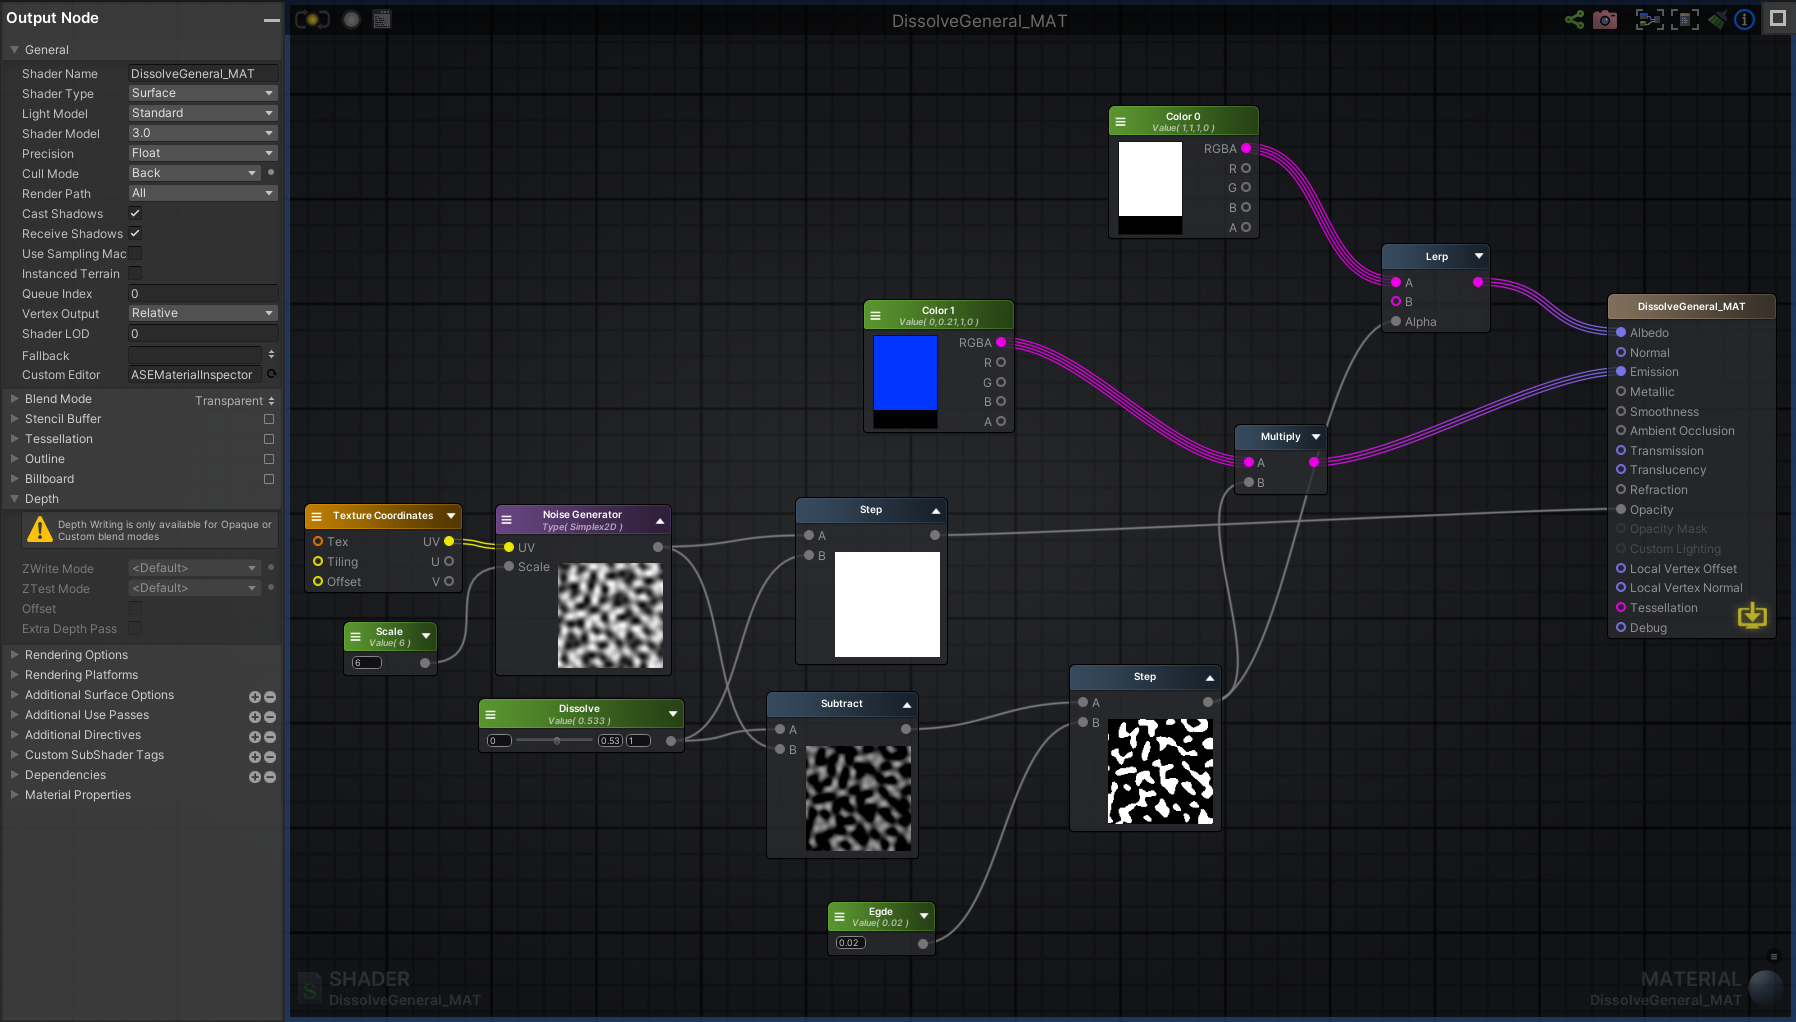 Output Node
General
Shader Name DissolveGeneral_MAT
Shader Type Surface
Light Model Standard
Shader Model 3.0
Precision Float
Cull Mode Back
Render Path All
Cast Shadows
Receive Shadows
Use Sampling Mac
Instanced Terrain
Queue Index 0
Vertex Output Relative
Shader LOD 0
Fallback
Custom Editor ASEMaterialInspector
Blend Mode Transparent
Stencil Buffer
Tessellation
Outline
Billboard
Depth
Depth Writing is only available for Opaque or
Custom blend modes
ZWrite Mode <Default>
ZTest Mode <Default>
Offset
Extra Depth Pass
Rendering Options
Rendering Platforms
Additional Surface Options
Additional Use Passes
Additional Directives
Custom SubShader Tags
Dependencies
Material Properties
DissolveGeneral_MAT
Color 0
Value( 1,1,1,0 )
RGBA
R
G
B
A
Color 1
Value( 0,0.21,1,0 )
RGBA
R
G
B
A
Lerp
A
B
Alpha
Multiply
A
B
DissolveGeneral_MAT
Albedo
Normal
Emission
Metallic
Smoothness
Ambient Occlusion
Transmission
Translucency
Refraction
Opacity
Opacity Mask
Custom Lighting
Local Vertex Offset
Local Vertex Normal
Tessellation
Debug
Texture Coordinates
Tex UV
Tiling U
Offset V
Scale
Value( 6 )
6
Noise Generator
Type( Simplex2D )
UV
Scale
Step
A
B
Dissolve
Value( 0.533 )
0 0.53 1
Subtract
A
B
Step
A
B
Egde
Value( 0.02 )
0.02
S
SHADER
DissolveGeneral_MAT
MATERIAL
DissolveGeneral_MAT